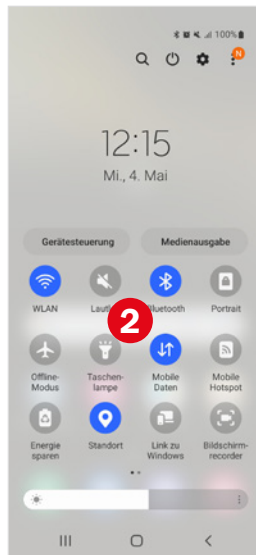 100%
N
12:15
Mi., 4. Mai
Gerätesteuerung Medienausgabe
WLAN Bluetooth Portrait
2
Offline-Modus Taschen-lampe Mobile Daten Mobile Hotspot
Energie sparen Standort Link zu Windows Bildschirm-recorder